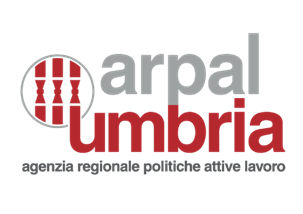 arpal
umbria
agenzia regionale politiche attive lavoro